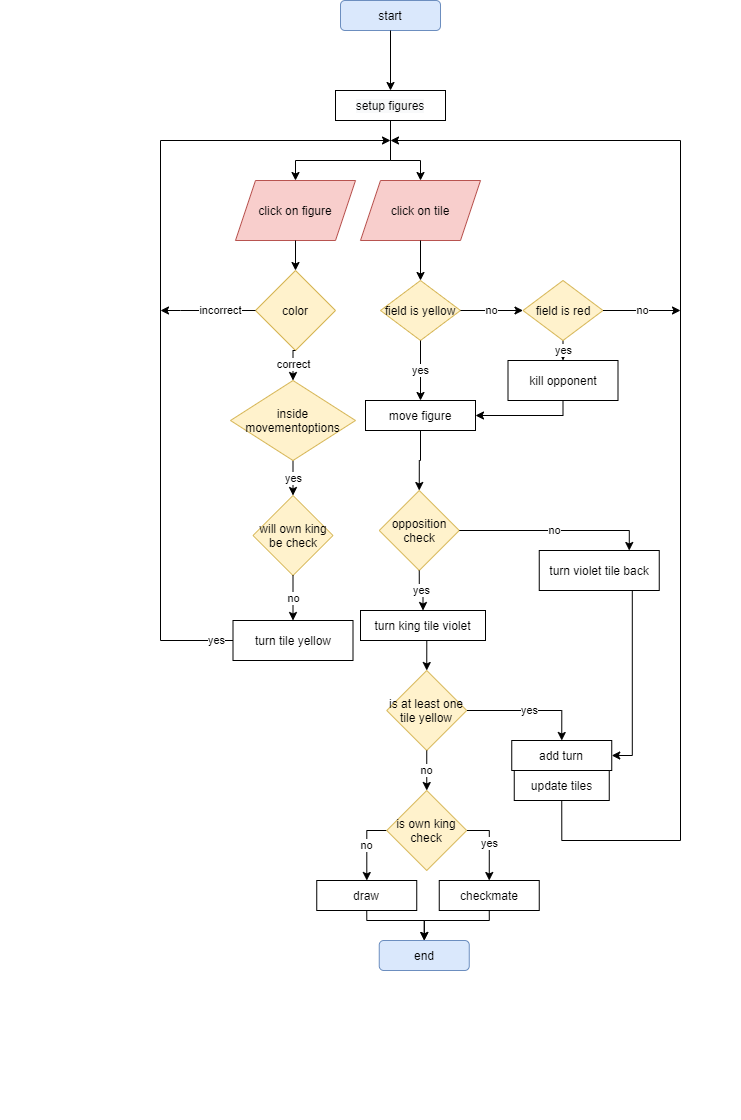 start
setup figures
click on figure
click on tile
incorrect
color
field is yellow
no
field is red
no
correct
yes
yes
kill opponent
inside
movementoptions
move figure
yes
will own king
be check
opposition
check
no
no
yes
turn violet tile back
yes
turn tile yellow
turn king tile violet
is at least one
tile yellow
yes
add turn
no
update tiles
is own king
check
no
yes
draw
checkmate
end